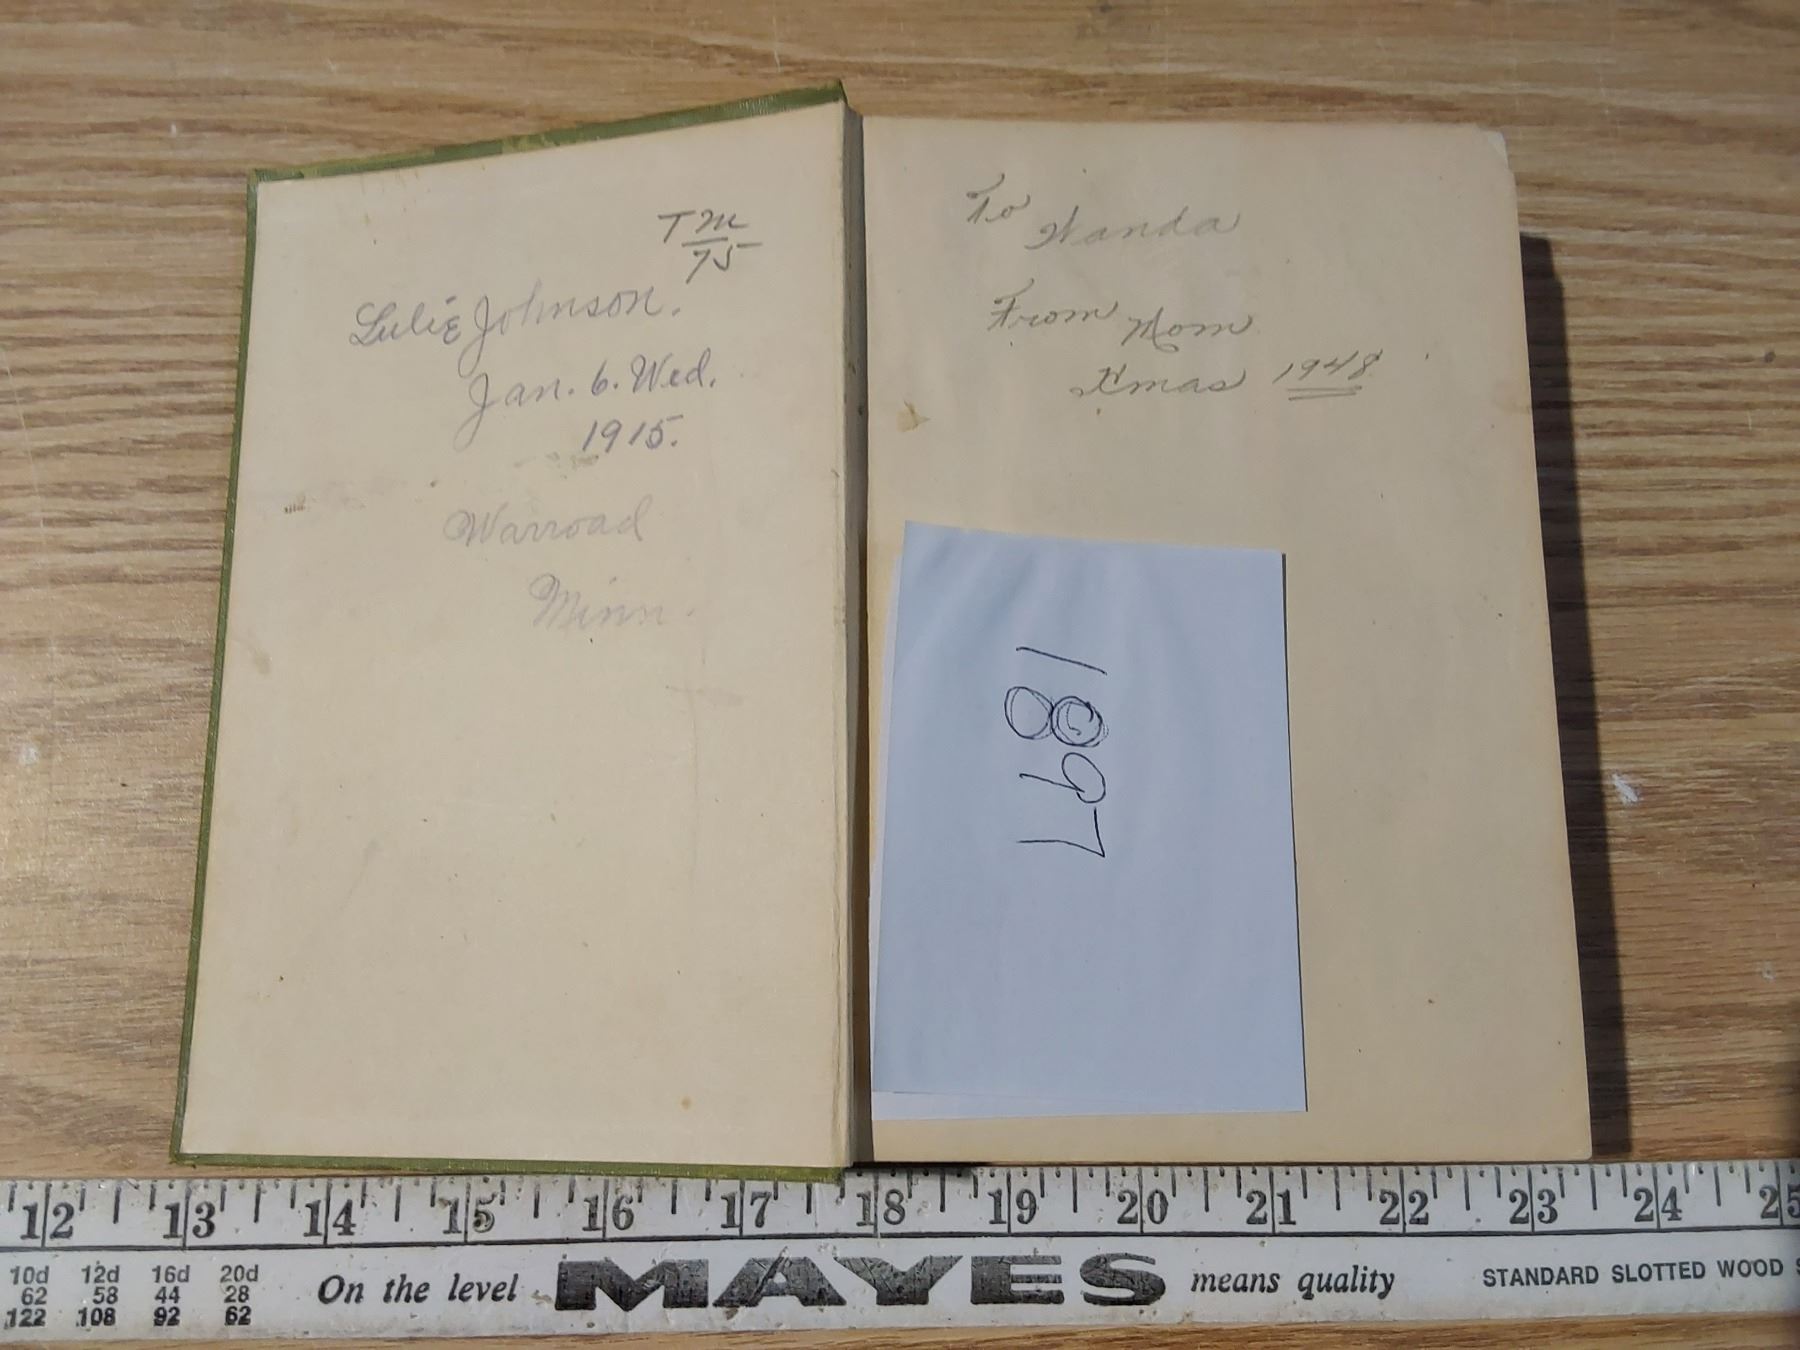 Tm
75
Lulie Johnson.
Jan. 6. Wed.
1915.
Warroad
Minn.
To Wanda
From Mom
Xmas 1948
1897
12 13 14 15 16 17 18 19 20 21 22 23 24 25
10d 12d 16d 20d
62 58 44 28
122 108 92 62
On the level MAYES means quality STANDARD SLOTTED WOOD